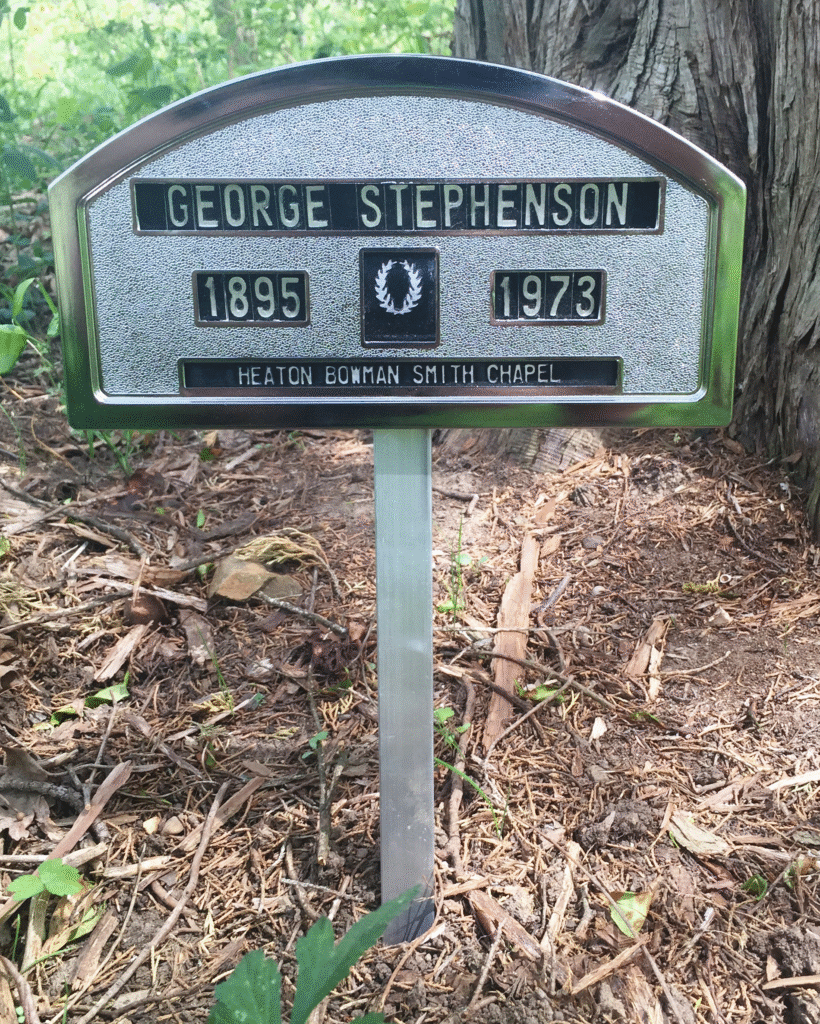 GEORGE STEPHENSON
1895 1973
HEATON BOWMAN SMITH CHAPEL